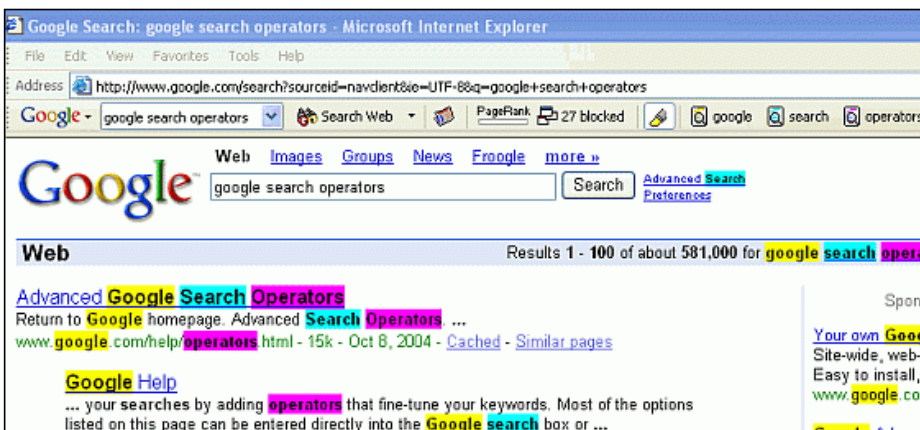 Google Search: google search operators - Microsoft Internet Explorer
File Edit View Favorites Tools Help
Address http://www.google.com/search?sourceid=navclient&ie=UTF-8&q=google+search+operators
Google google search operators Search Web PageRank 27 blocked google search operators
Google Web Images Groups News Froogle more »
google search operators Search Advanced Search
Preferences
Web Results 1 - 100 of about 581,000 for google search opera
Advanced Google Search Operators
Return to Google homepage. Advanced Search Operators. ...
www.google.com/help/operators.html - 15k - Oct 8, 2004 - Cached - Similar pages
Google Help
... your searches by adding operators that fine-tune your keywords. Most of the options
listed on this page can be entered directly into the Google search box or ...
Spon
Your own Goog
Site-wide, web-
Easy to install,
www.google.co